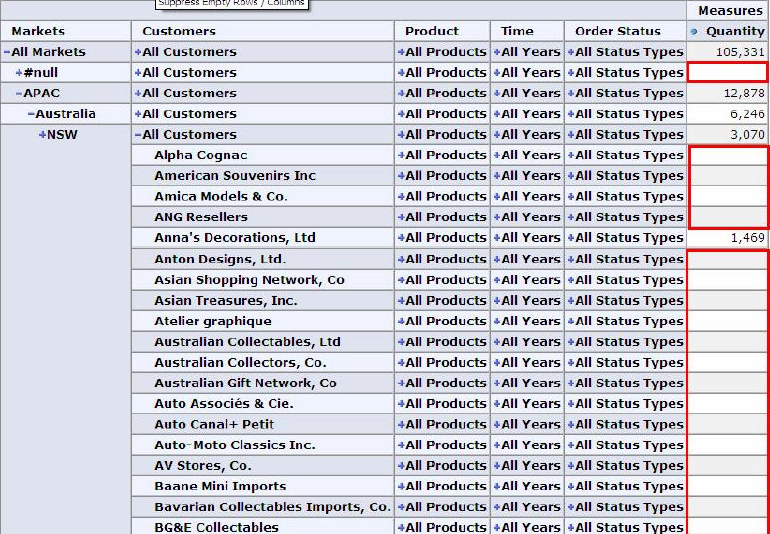 Suppress Empty Rows / Columns
Measures
Markets Customers Product Time Order Status Quantity
-All Markets +All Customers +All Products +All Years +All Status Types 105,331
+#null +All Customers +All Products +All Years +All Status Types
-APAC +All Customers +All Products +All Years +All Status Types 12,878
-Australia +All Customers +All Products +All Years +All Status Types 6,246
+NSW -All Customers +All Products +All Years +All Status Types 3,070
Alpha Cognac +All Products +All Years +All Status Types
American Souvenirs Inc +All Products +All Years +All Status Types
Amica Models & Co. +All Products +All Years +All Status Types
ANG Resellers +All Products +All Years +All Status Types
Anna's Decorations, Ltd +All Products +All Years +All Status Types 1,469
Anton Designs, Ltd. +All Products +All Years +All Status Types
Asian Shopping Network, Co +All Products +All Years +All Status Types
Asian Treasures, Inc. +All Products +All Years +All Status Types
Atelier graphique +All Products +All Years +All Status Types
Australian Collectables, Ltd +All Products +All Years +All Status Types
Australian Collectors, Co. +All Products +All Years +All Status Types
Australian Gift Network, Co +All Products +All Years +All Status Types
Auto Associés & Cie. +All Products +All Years +All Status Types
Auto Canal+ Petit +All Products +All Years +All Status Types
Auto-Moto Classics Inc. +All Products +All Years +All Status Types
AV Stores, Co. +All Products +All Years +All Status Types
Baane Mini Imports +All Products +All Years +All Status Types
Bavarian Collectables Imports, Co. +All Products +All Years +All Status Types
BG&E Collectables +All Products +All Years +All Status Types